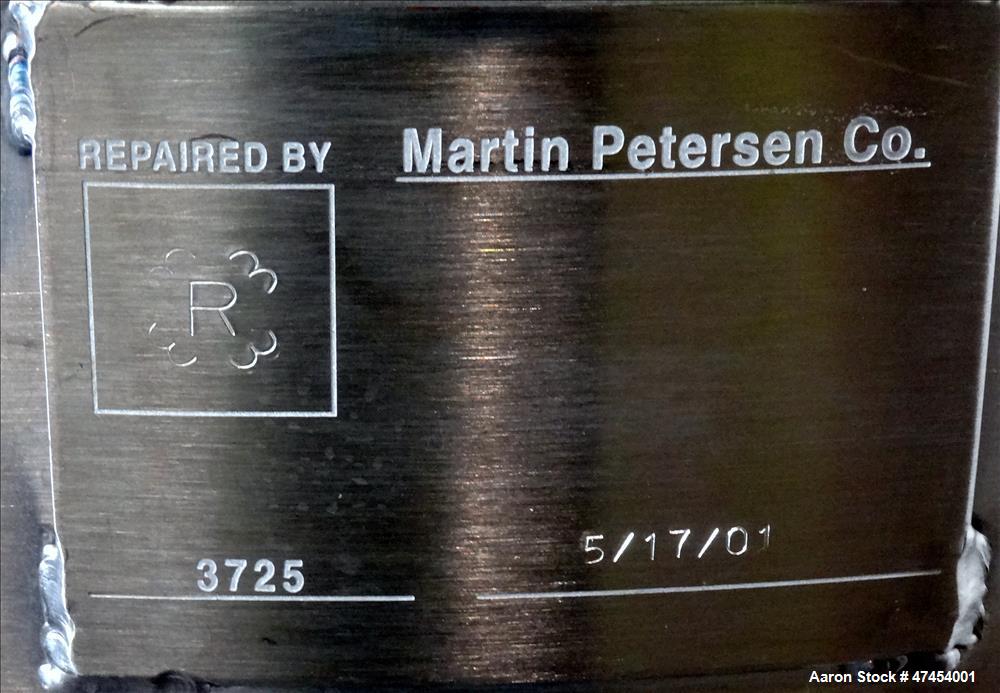 REPAIRED BY Martin Petersen Co.
R
3725 5/17/01
Aaron Stock # 47454001